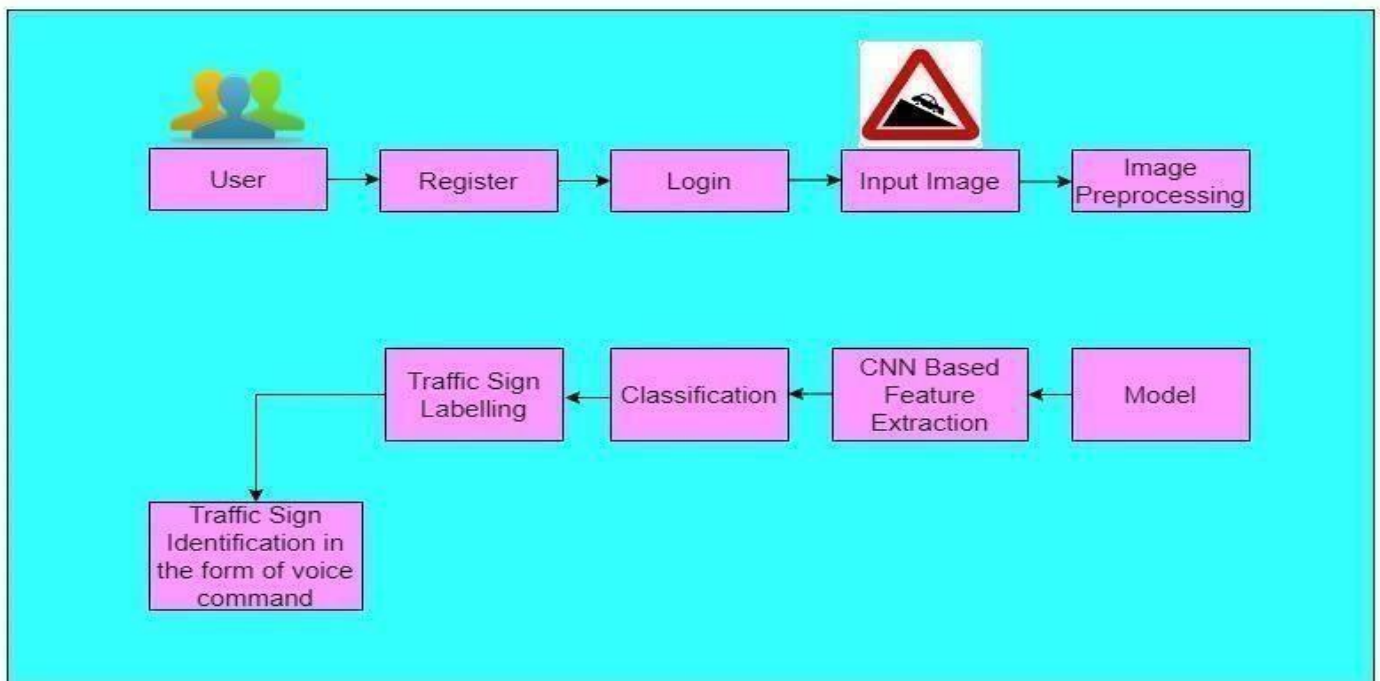 User
Register
Login
Input Image
Image
Preprocessing
Model
CNN Based
Feature
Extraction
Classification
Traffic Sign
Labelling
Traffic Sign
Identification in
the form of voice
command